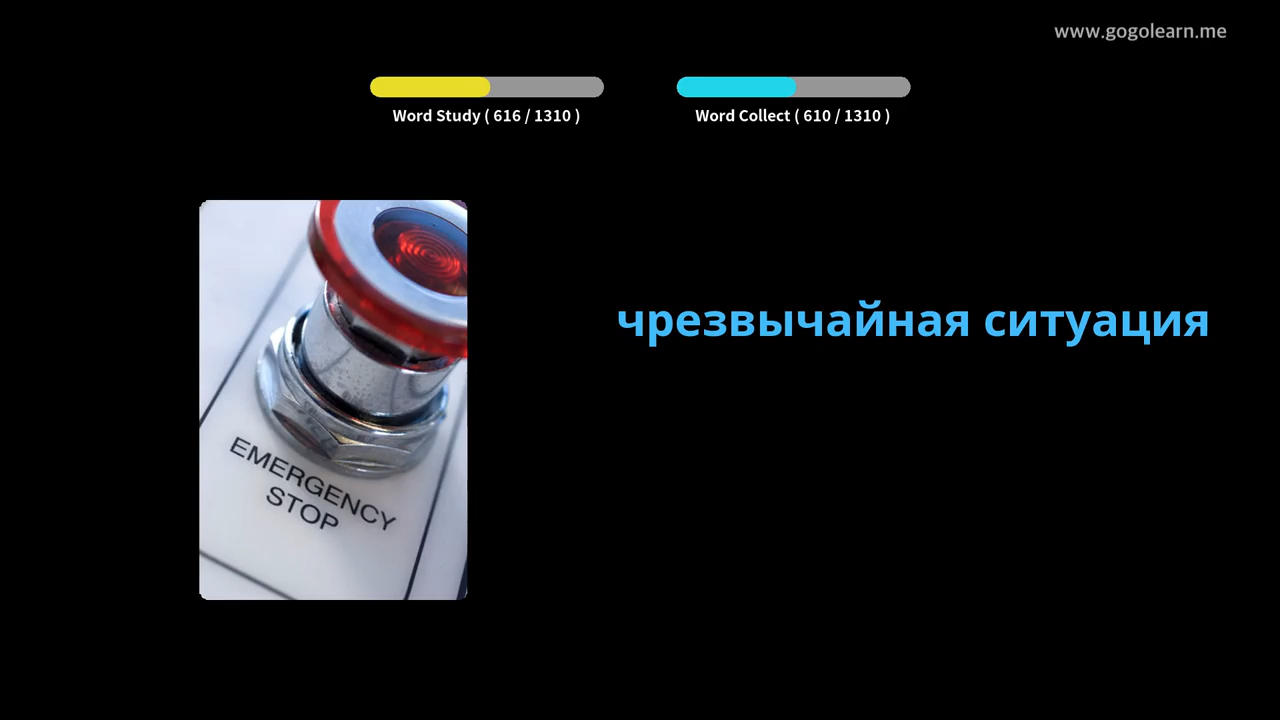 www.gogolearn.me
Word Study ( 616 / 1310 )
Word Collect ( 610 / 1310 )
чрезвычайная ситуация
EMERGENCY
STOP